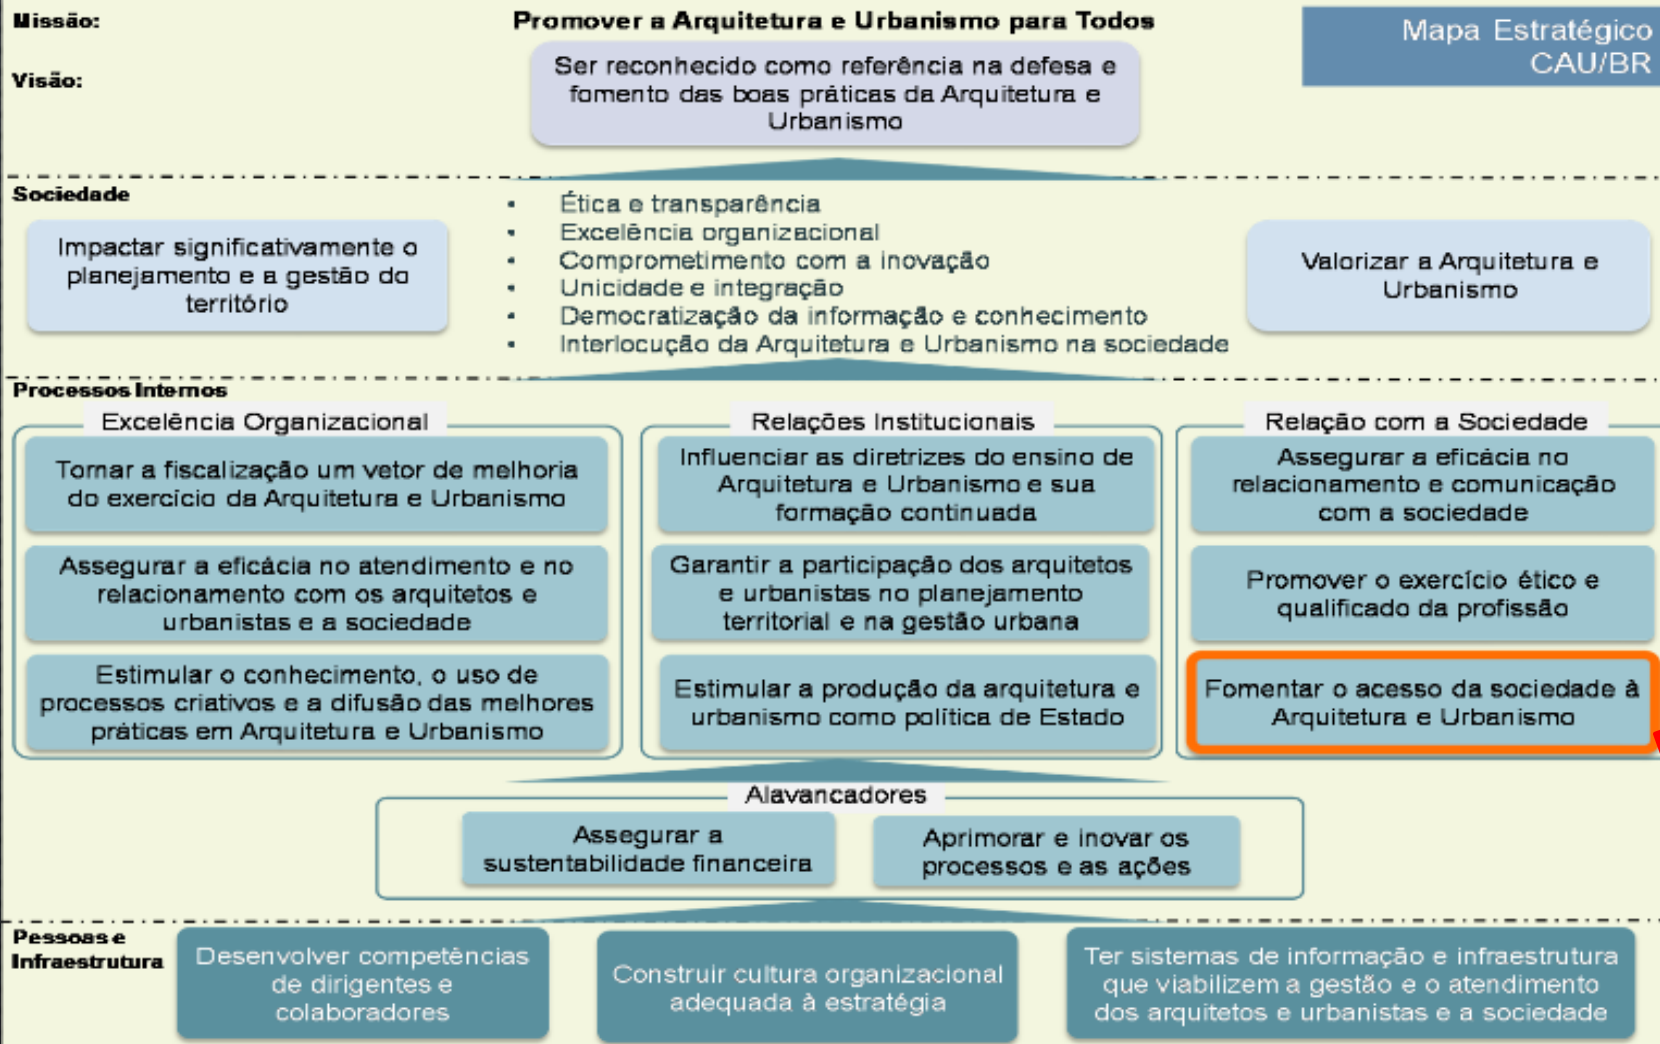 Missão:
Promover a Arquitetura e Urbanismo para Todos
Mapa Estratégico
CAU/BR
Visão:
Ser reconhecido como referência na defesa e
fomento das boas práticas da Arquitetura e
Urbanismo
Sociedade
Impactar significativamente o
planejamento e a gestão do
território
• Ética e transparência
• Excelência organizacional
• Comprometimento com a inovação
• Unicidade e integração
• Democratização da informação e conhecimento
• Interlocução da Arquitetura e Urbanismo na sociedade
Valorizar a Arquitetura e
Urbanismo
Processos Internos
Excelência Organizacional
Tornar a fiscalização um vetor de melhoria
do exercício da Arquitetura e Urbanismo
Assegurar a eficácia no atendimento e no
relacionamento com os arquitetos e
urbanistas e a sociedade
Estimular o conhecimento, o uso de
processos criativos e a difusão das melhores
práticas em Arquitetura e Urbanismo
Relações Institucionais
Influenciar as diretrizes do ensino de
Arquitetura e Urbanismo e sua
formação continuada
Garantir a participação dos arquitetos
e urbanistas no planejamento
territorial e na gestão urbana
Estimular a produção da arquitetura e
urbanismo como política de Estado
Relação com a Sociedade
Assegurar a eficácia no
relacionamento e comunicação
com a sociedade
Promover o exercício ético e
qualificado da profissão
Fomentar o acesso da sociedade à
Arquitetura e Urbanismo
Alavancadores
Assegurar a
sustentabilidade financeira
Aprimorar e inovar os
processos e as ações
Pessoas e
Infraestrutura
Desenvolver competências
de dirigentes e
colaboradores
Construir cultura organizacional
adequada à estratégia
Ter sistemas de informação e infraestrutura
que viabilizem a gestão e o atendimento
dos arquitetos e urbanistas e a sociedade